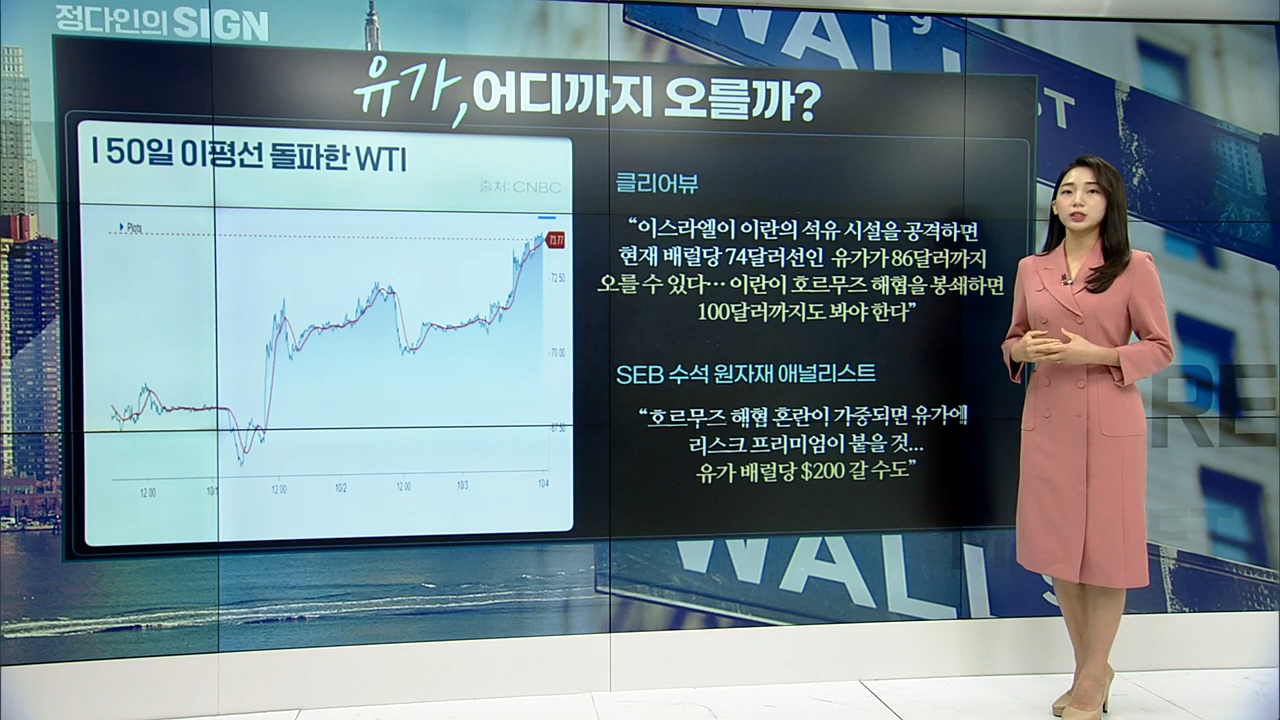 정다인의 SIGN
WALL
ST
유가, 어디까지 오를까?
| 50일 이평선 돌파한 WTI
출처: CNBC
Plots
73.77
72.50
70.00
67.50
12:00 10/1 12:00 10/2 12:00 10/3 10/4
클리어뷰
“이스라엘이 이란의 석유 시설을 공격하면
현재 배럴당 74달러선인 유가가 86달러까지
오를 수 있다… 이란이 호르무즈 해협을 봉쇄하면
100달러까지도 봐야 한다”
SEB 수석 원자재 애널리스트
“호르무즈 해협 혼란이 가중되면 유가에
리스크 프리미엄이 붙을 것...
유가 배럴당 $200 갈 수도”
RE
WALL
S